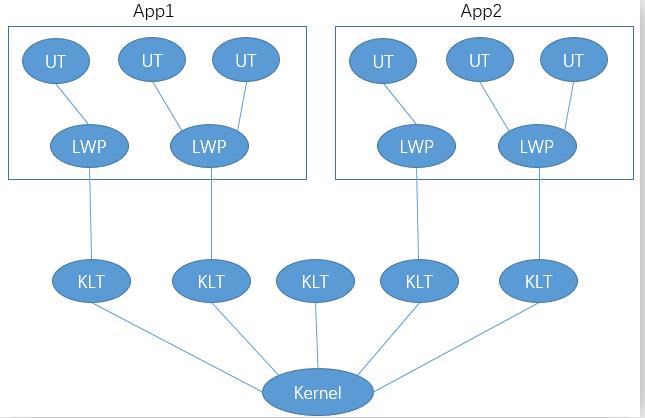 App1 App2
UT UT UT UT UT UT
LWP LWP LWP LWP
KLT KLT KLT KLT KLT
Kernel